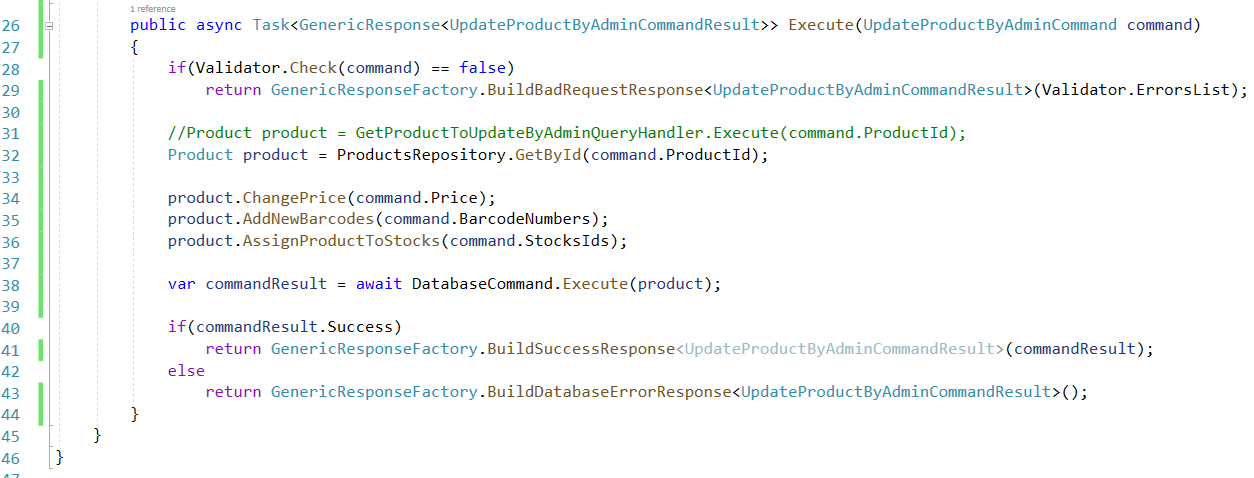 1 reference
26 public async Task<GenericResponse<UpdateProductByAdminCommandResult>> Execute(UpdateProductByAdminCommand command)
27 {
28 if(Validator.Check(command) == false)
29 return GenericResponseFactory.BuildBadRequestResponse<UpdateProductByAdminCommandResult>(Validator.ErrorsList);
30
31 //Product product = GetProductToUpdateByAdminQueryHandler.Execute(command.ProductId);
32 Product product = ProductsRepository.GetById(command.ProductId);
33
34 product.ChangePrice(command.Price);
35 product.AddNewBarcodes(command.BarcodeNumbers);
36 product.AssignProductToStocks(command.StocksIds);
37
38 var commandResult = await DatabaseCommand.Execute(product);
39
40 if(commandResult.Success)
41 return GenericResponseFactory.BuildSuccessResponse<UpdateProductByAdminCommandResult>(commandResult);
42 else
43 return GenericResponseFactory.BuildDatabaseErrorResponse<UpdateProductByAdminCommandResult>();
44 }
45 }
46 }
47